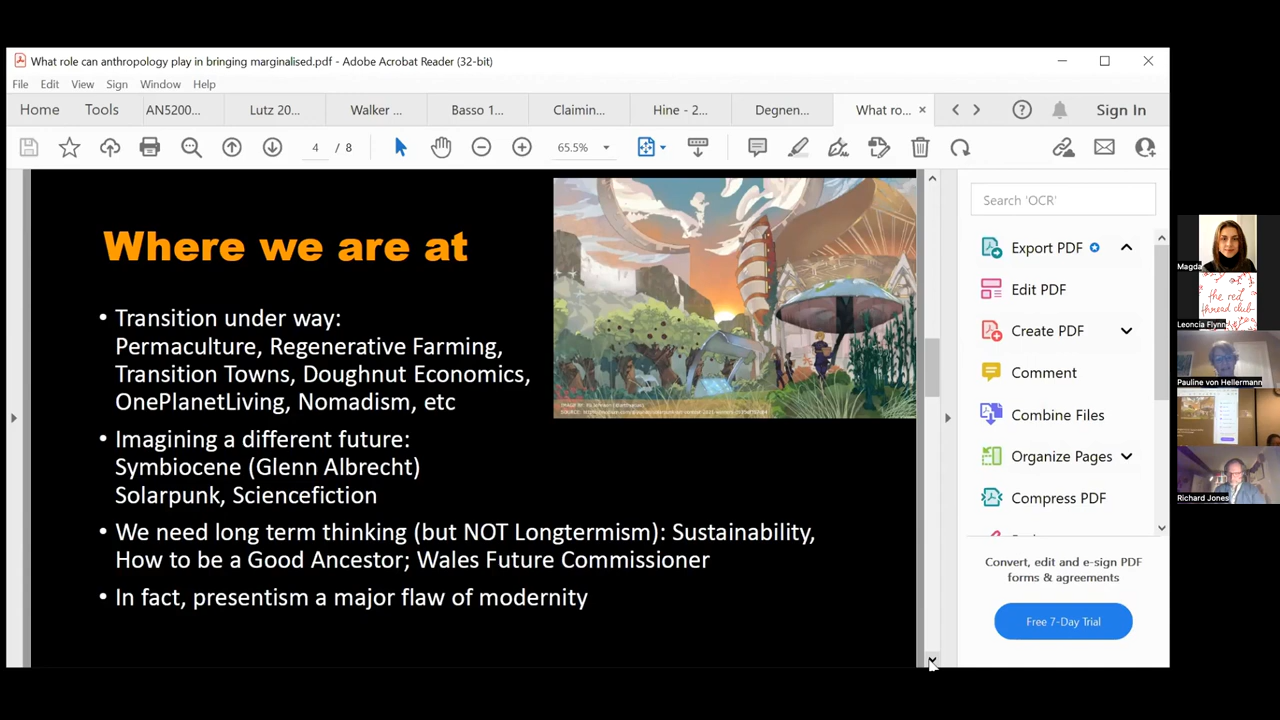 What role can anthropology play in bringing marginalised.pdf - Adobe Acrobat Reader (32-bit)
File Edit View Sign Window Help
Home Tools AN5200... Lutz 20... Walker ... Basso 1... Claimin... Hine - 2... Degnen... What ro... × Sign In
4 / 8 65.5%
Where we are at
• Transition under way:
Permaculture, Regenerative Farming,
Transition Towns, Doughnut Economics,
OnePlanetLiving, Nomadism, etc
• Imagining a different future:
Symbiocene (Glenn Albrecht)
Solarpunk, Sciencefiction
• We need long term thinking (but NOT Longtermism): Sustainability,
How to be a Good Ancestor; Wales Future Commissioner
• In fact, presentism a major flaw of modernity
Search 'OCR'
Export PDF
Edit PDF
Create PDF
Comment
Combine Files
Organize Pages
Compress PDF
Convert, edit and e-sign PDF
forms & agreements
Free 7-Day Trial
Magda
the red
thread club
Leoncia Flynn
Pauline von Hellermann
Richard Jones